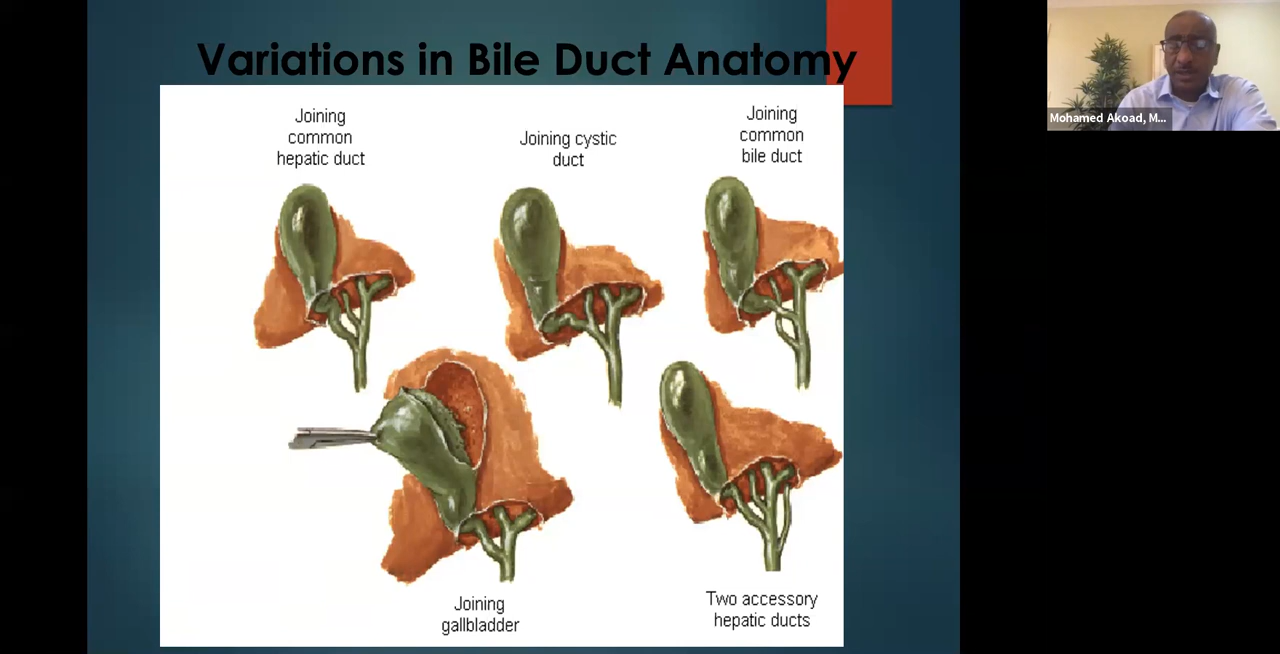 Variations in Bile Duct Anatomy
Joining
common
hepatic duct
Joining cystic
duct
Joining
common
bile duct
Joining
gallbladder
Two accessory
hepatic ducts
Mohamed Akoad, M...